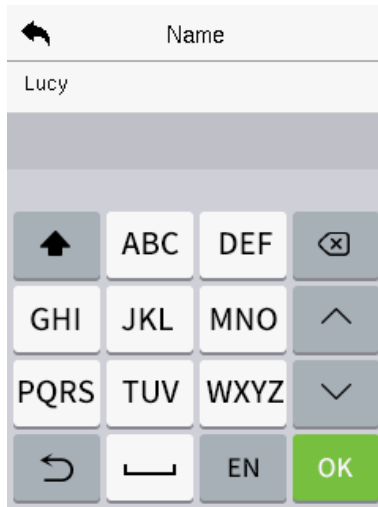 Name
Lucy
ABC DEF
GHI JKL MNO
PQRS TUV WXYZ
EN OK